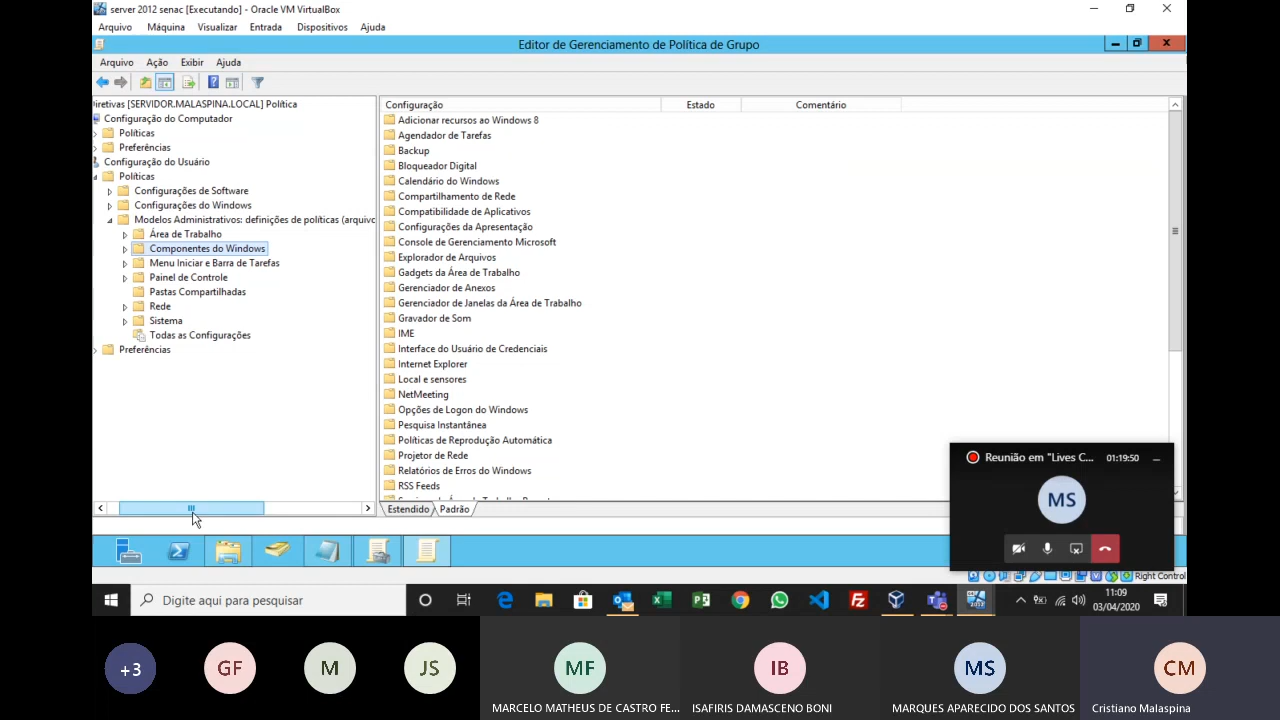 server 2012 senac [Executando] - Oracle VM VirtualBox
Arquivo Máquina Visualizar Entrada Dispositivos Ajuda
Editor de Gerenciamento de Política de Grupo
Arquivo Ação Exibir Ajuda
iretivas [SERVIDOR.MALASPINA.LOCAL] Política
Configuração do Computador
Políticas
Preferências
Configuração do Usuário
Políticas
Configurações de Software
Configurações do Windows
Modelos Administrativos: definições de políticas (arquivo
Área de Trabalho
Componentes do Windows
Menu Iniciar e Barra de Tarefas
Painel de Controle
Pastas Compartilhadas
Rede
Sistema
Todas as Configurações
Preferências
Configuração Estado Comentário
Adicionar recursos ao Windows 8
Agendador de Tarefas
Backup
Bloqueador Digital
Calendário do Windows
Compartilhamento de Rede
Compatibilidade de Aplicativos
Configurações da Apresentação
Console de Gerenciamento Microsoft
Explorador de Arquivos
Gadgets da Área de Trabalho
Gerenciador de Anexos
Gerenciador de Janelas da Área de Trabalho
Gravador de Som
IME
Interface do Usuário de Credenciais
Internet Explorer
Local e sensores
NetMeeting
Opções de Logon do Windows
Pesquisa Instantânea
Políticas de Reprodução Automática
Projetor de Rede
Relatórios de Erros do Windows
RSS Feeds
Estendido Padrão
Reunião em "Lives C... 01:19:50
MS
Right Control
Digite aqui para pesquisar
11:09
03/04/2020
+3 GF M JS MF IB MS CM
MARCELO MATHEUS DE CASTRO FE... ISAFIRIS DAMASCENO BONI MARQUES APARECIDO DOS SANTOS Cristiano Malaspina